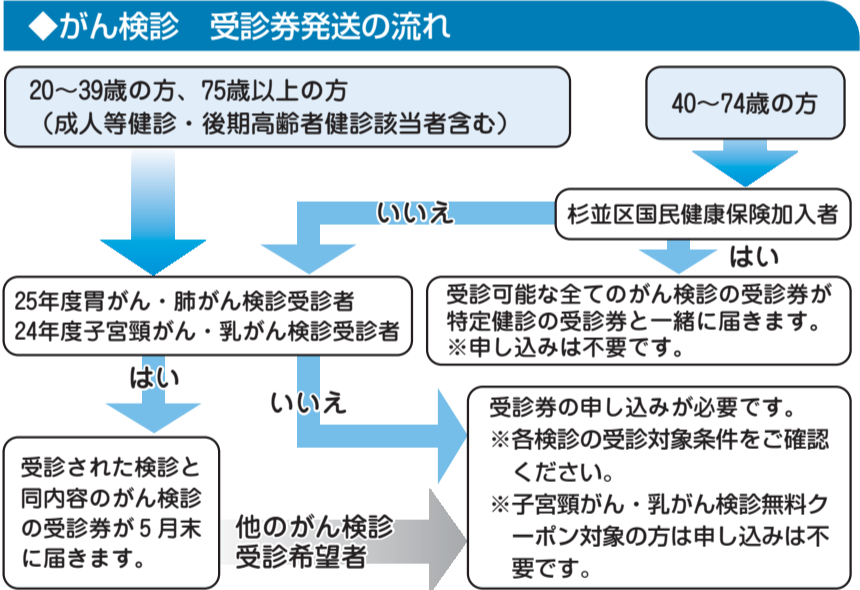 ◆がん検診　受診券発送の流れ
20～39歳の方、75歳以上の方
（成人等健診・後期高齢者健診該当者含む）
40～74歳の方
杉並区国民健康保険加入者
いいえ
はい
25年度胃がん・肺がん検診受診者
24年度子宮頸がん・乳がん検診受診者
受診可能な全てのがん検診の受診券が
特定健診の受診券と一緒に届きます。
※申し込みは不要です。
はい
いいえ
受診された検診と
同内容のがん検診
の受診券が５月末
に届きます。
他のがん検診
受診希望者
受診券の申し込みが必要です。
※各検診の受診対象条件をご確認
ください。
※子宮頸がん・乳がん検診無料ク
ーポン対象の方は申し込みは不
要です。